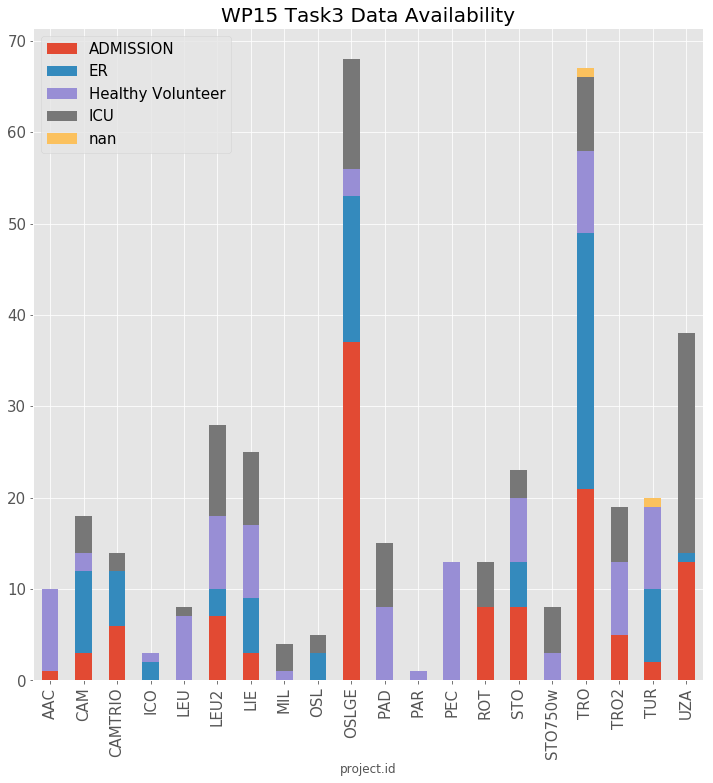 WP15 Task3 Data Availability
ADMISSION
ER
Healthy Volunteer
ICU
nan
70
60
50
40
30
20
10
0
AAC
CAM
CAMTRIO
ICO
LEU
LEU2
LIE
MIL
OSL
OSLGE
PAD
PAR
PEC
ROT
STO
STO750w
TRO
TRO2
TUR
UZA
project.id